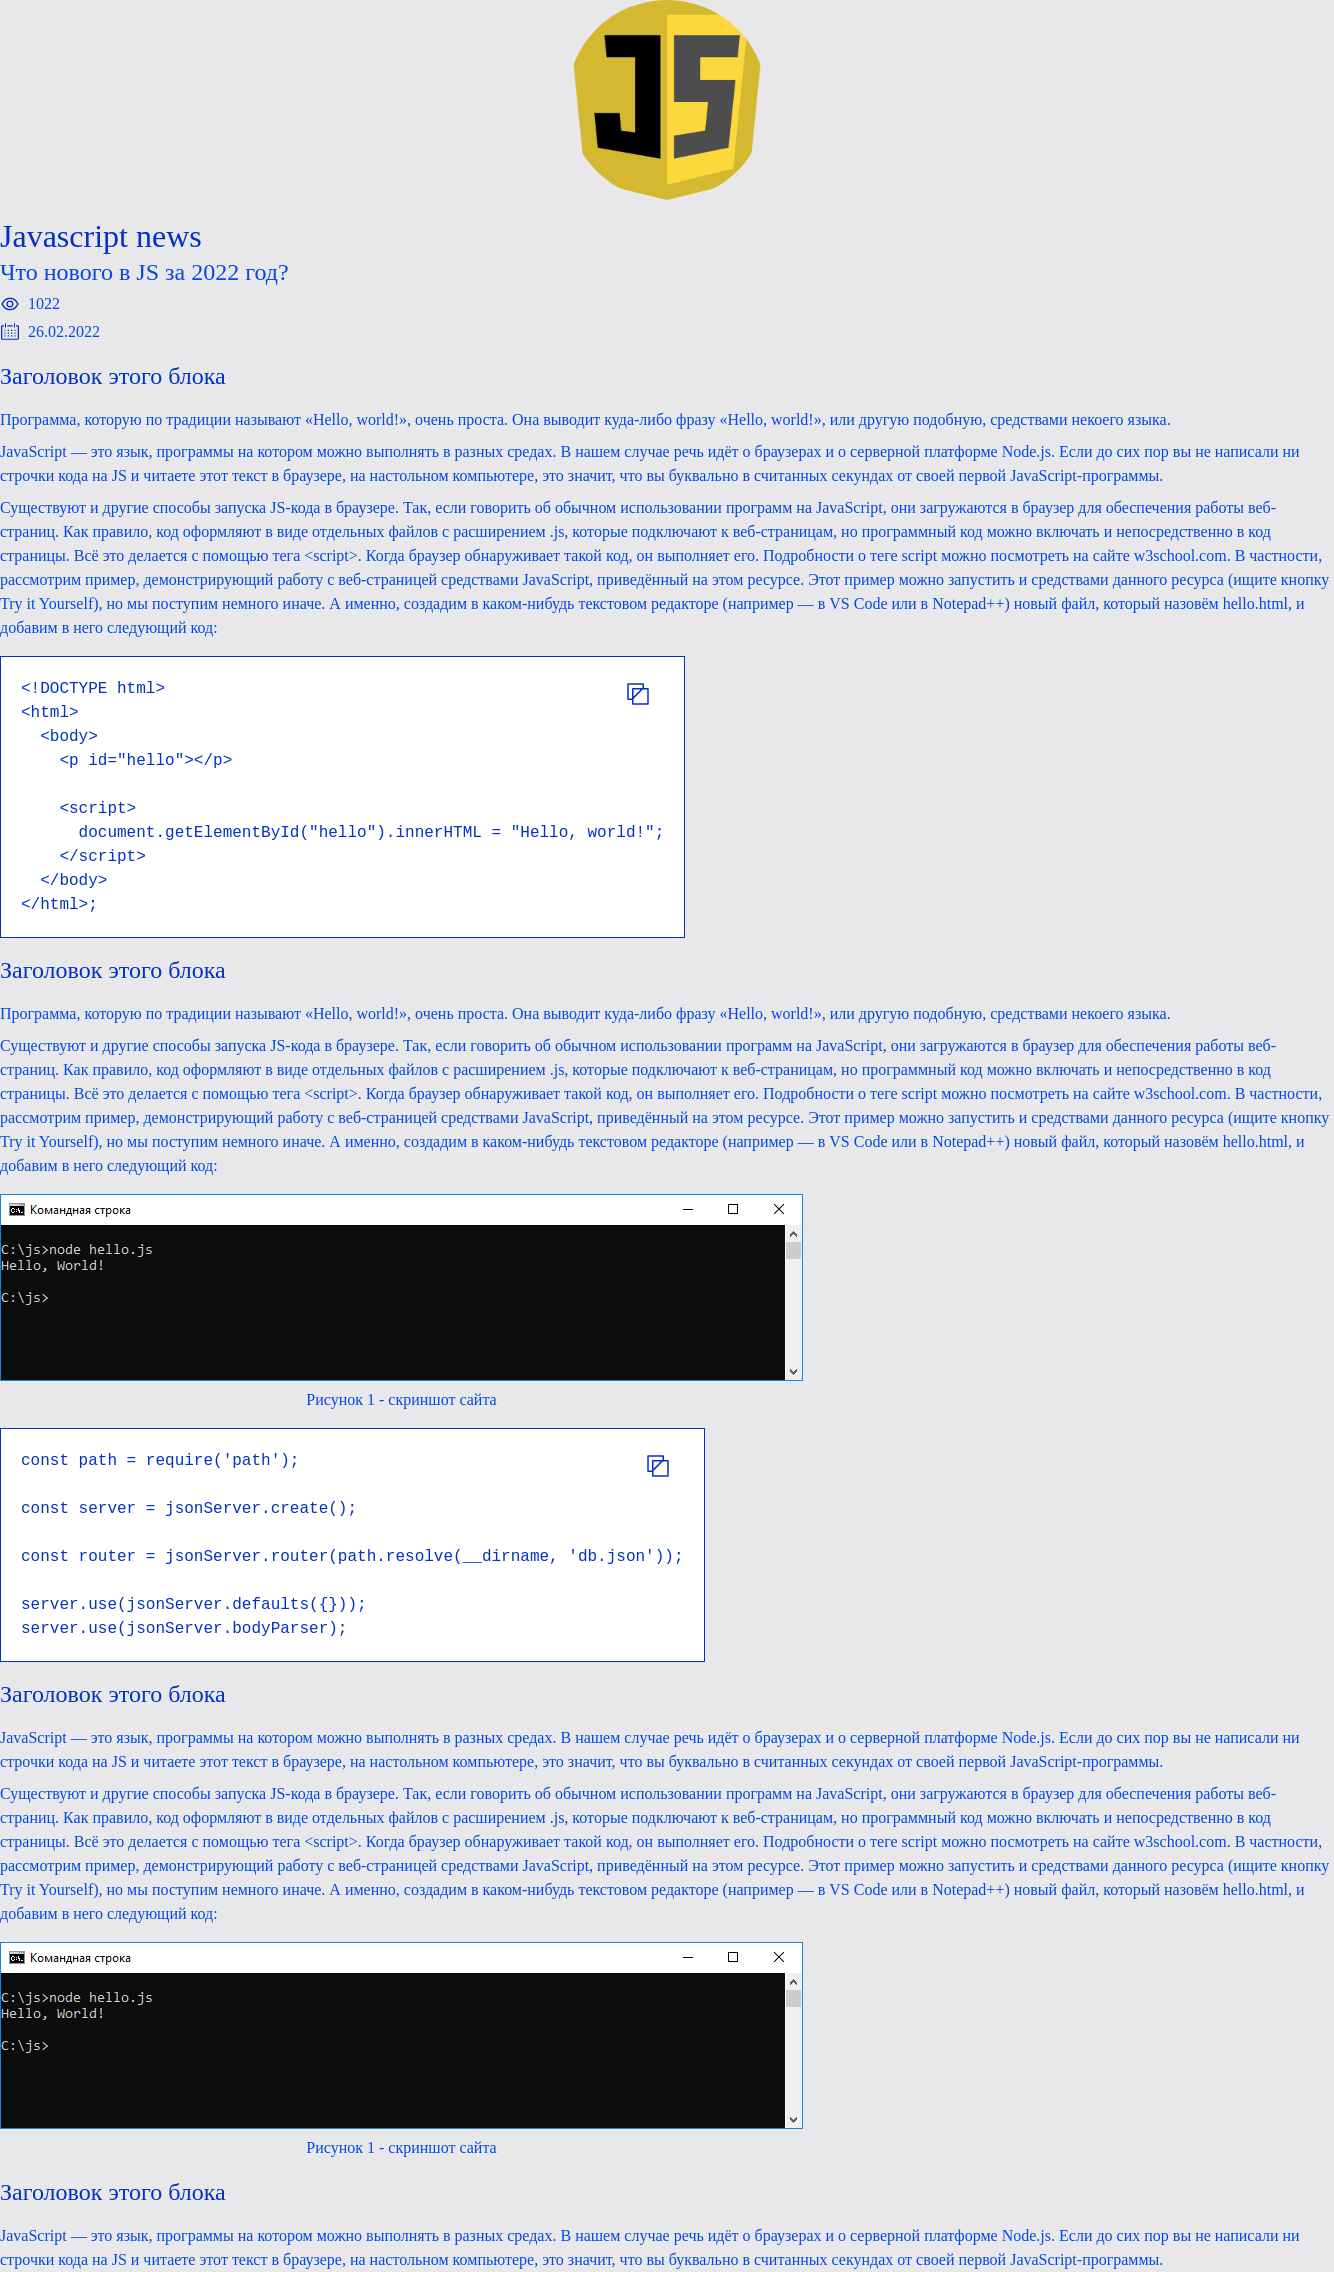 JS
Javascript news
Что нового в JS за 2022 год?
1022
26.02.2022
Заголовок этого блока
Программа, которую по традиции называют «Hello, world!», очень проста. Она выводит куда-либо фразу «Hello, world!», или другую подобную, средствами некоего языка.
JavaScript — это язык, программы на котором можно выполнять в разных средах. В нашем случае речь идёт о браузерах и о серверной платформе Node.js. Если до сих пор вы не написали ни
строчки кода на JS и читаете этот текст в браузере, на настольном компьютере, это значит, что вы буквально в считанных секундах от своей первой JavaScript-программы.
Существуют и другие способы запуска JS-кода в браузере. Так, если говорить об обычном использовании программ на JavaScript, они загружаются в браузер для обеспечения работы веб-
страниц. Как правило, код оформляют в виде отдельных файлов с расширением .js, которые подключают к веб-страницам, но программный код можно включать и непосредственно в код
страницы. Всё это делается с помощью тега <script>. Когда браузер обнаруживает такой код, он выполняет его. Подробности о теге script можно посмотреть на сайте w3school.com. В частности,
рассмотрим пример, демонстрирующий работу с веб-страницей средствами JavaScript, приведённый на этом ресурсе. Этот пример можно запустить и средствами данного ресурса (ищите кнопку
Try it Yourself), но мы поступим немного иначе. А именно, создадим в каком-нибудь текстовом редакторе (например — в VS Code или в Notepad++) новый файл, который назовём hello.html, и
добавим в него следующий код:
<!DOCTYPE html>
<html>
  <body>
    <p id="hello"></p>
    <script>
      document.getElementById("hello").innerHTML = "Hello, world!";
    </script>
  </body>
</html>;
Заголовок этого блока
Программа, которую по традиции называют «Hello, world!», очень проста. Она выводит куда-либо фразу «Hello, world!», или другую подобную, средствами некоего языка.
Существуют и другие способы запуска JS-кода в браузере. Так, если говорить об обычном использовании программ на JavaScript, они загружаются в браузер для обеспечения работы веб-
страниц. Как правило, код оформляют в виде отдельных файлов с расширением .js, которые подключают к веб-страницам, но программный код можно включать и непосредственно в код
страницы. Всё это делается с помощью тега <script>. Когда браузер обнаруживает такой код, он выполняет его. Подробности о теге script можно посмотреть на сайте w3school.com. В частности,
рассмотрим пример, демонстрирующий работу с веб-страницей средствами JavaScript, приведённый на этом ресурсе. Этот пример можно запустить и средствами данного ресурса (ищите кнопку
Try it Yourself), но мы поступим немного иначе. А именно, создадим в каком-нибудь текстовом редакторе (например — в VS Code или в Notepad++) новый файл, который назовём hello.html, и
добавим в него следующий код:
Командная строка
C:\js>node hello.js
Hello, World!
C:\js>
Рисунок 1 - скриншот сайта
const path = require('path');
const server = jsonServer.create();
const router = jsonServer.router(path.resolve(__dirname, 'db.json'));
server.use(jsonServer.defaults({}));
server.use(jsonServer.bodyParser);
Заголовок этого блока
JavaScript — это язык, программы на котором можно выполнять в разных средах. В нашем случае речь идёт о браузерах и о серверной платформе Node.js. Если до сих пор вы не написали ни
строчки кода на JS и читаете этот текст в браузере, на настольном компьютере, это значит, что вы буквально в считанных секундах от своей первой JavaScript-программы.
Существуют и другие способы запуска JS-кода в браузере. Так, если говорить об обычном использовании программ на JavaScript, они загружаются в браузер для обеспечения работы веб-
страниц. Как правило, код оформляют в виде отдельных файлов с расширением .js, которые подключают к веб-страницам, но программный код можно включать и непосредственно в код
страницы. Всё это делается с помощью тега <script>. Когда браузер обнаруживает такой код, он выполняет его. Подробности о теге script можно посмотреть на сайте w3school.com. В частности,
рассмотрим пример, демонстрирующий работу с веб-страницей средствами JavaScript, приведённый на этом ресурсе. Этот пример можно запустить и средствами данного ресурса (ищите кнопку
Try it Yourself), но мы поступим немного иначе. А именно, создадим в каком-нибудь текстовом редакторе (например — в VS Code или в Notepad++) новый файл, который назовём hello.html, и
добавим в него следующий код:
Командная строка
C:\js>node hello.js
Hello, World!
C:\js>
Рисунок 1 - скриншот сайта
Заголовок этого блока
JavaScript — это язык, программы на котором можно выполнять в разных средах. В нашем случае речь идёт о браузерах и о серверной платформе Node.js. Если до сих пор вы не написали ни
строчки кода на JS и читаете этот текст в браузере, на настольном компьютере, это значит, что вы буквально в считанных секундах от своей первой JavaScript-программы.